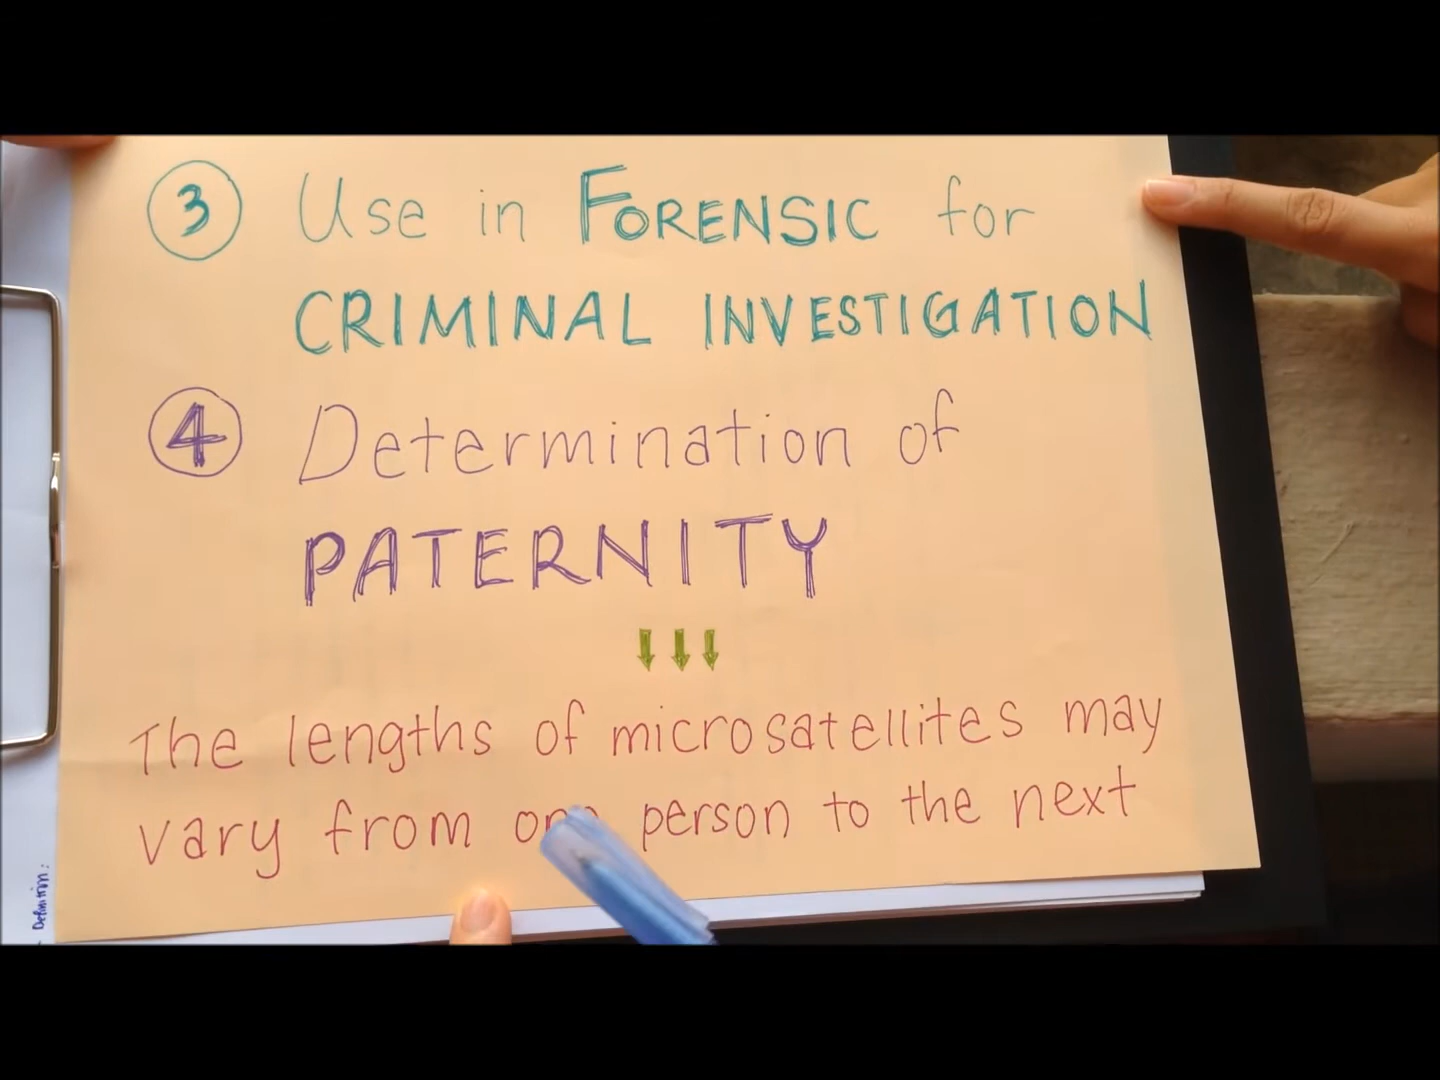 3 Use in FORENSIC for
CRIMINAL INVESTIGATION
4 Determination of
PATERNITY
The lengths of microsatellites may
vary from one person to the next
Definition: